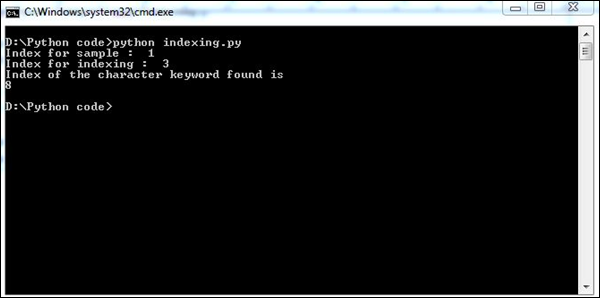 C:\Windows\system32\cmd.exe
D:\Python code>python indexing.py
Index for sample :  1
Index for indexing :  3
Index of the character keyword found is
8
D:\Python code>